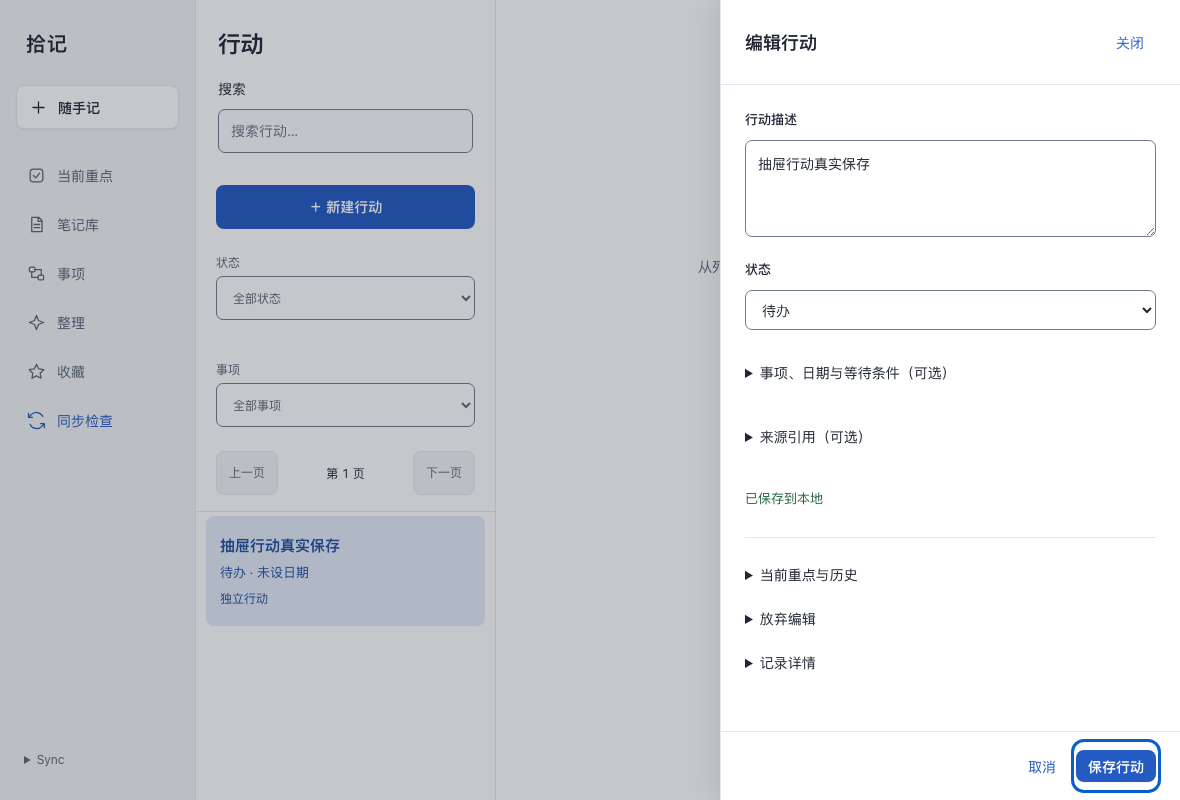 拾记
随手记
当前重点
笔记库
事项
整理
收藏
同步检查
Sync
行动
搜索
搜索行动...
+ 新建行动
状态
全部状态
事项
全部事项
上一页
第 1 页
下一页
抽屉行动真实保存
待办 · 未设日期
独立行动
从列
编辑行动
关闭
行动描述
抽屉行动真实保存
状态
待办
事项、日期与等待条件（可选）
来源引用（可选）
已保存到本地
当前重点与历史
放弃编辑
记录详情
取消
保存行动